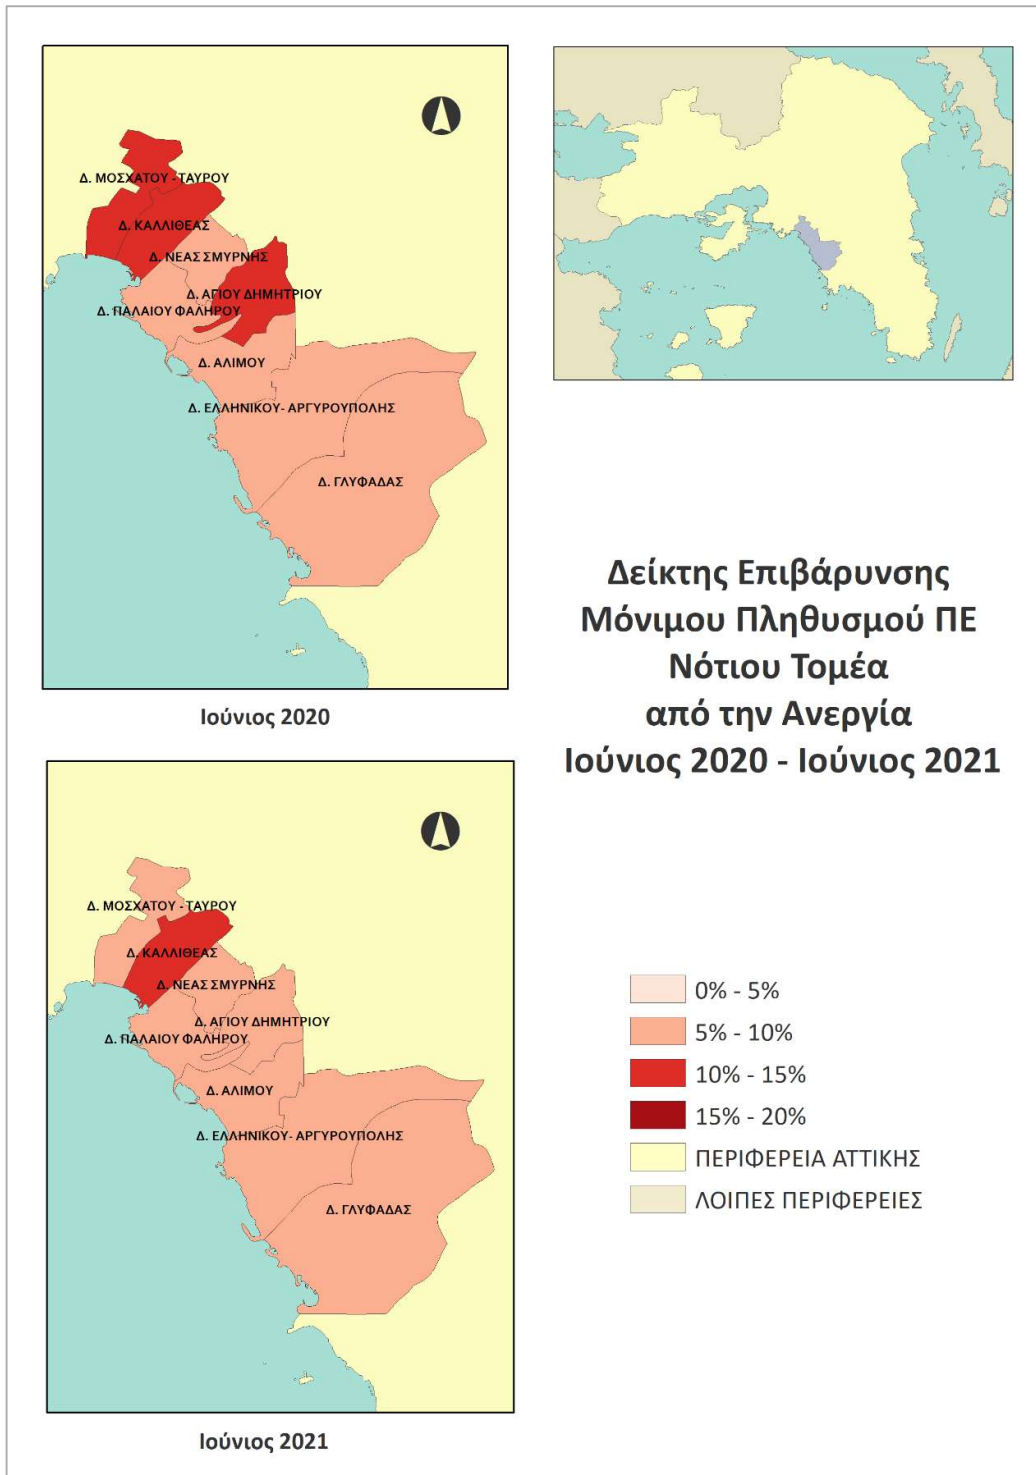 Δ. ΜΟΣΧΑΤΟΥ - ΤΑΥΡΟΥ
Δ. ΚΑΛΛΙΘΕΑΣ
Δ. ΝΕΑΣ ΣΜΥΡΝΗΣ
Δ. ΑΓΙΟΥ ΔΗΜΗΤΡΙΟΥ
Δ. ΠΑΛΑΙΟΥ ΦΑΛΗΡΟΥ
Δ. ΑΛΙΜΟΥ
Δ. ΕΛΛΗΝΙΚΟΥ- ΑΡΓΥΡΟΥΠΟΛΗΣ
Δ. ΓΛΥΦΑΔΑΣ
Ιούνιος 2020
Δείκτης Επιβάρυνσης
Μόνιμου Πληθυσμού ΠΕ
Νότιου Τομέα
από την Ανεργία
Ιούνιος 2020 - Ιούνιος 2021
Δ. ΜΟΣΧΑΤΟΥ - ΤΑΥΡΟΥ
Δ. ΚΑΛΛΙΘΕΑΣ
Δ. ΝΕΑΣ ΣΜΥΡΝΗΣ
Δ. ΑΓΙΟΥ ΔΗΜΗΤΡΙΟΥ
Δ. ΠΑΛΑΙΟΥ ΦΑΛΗΡΟΥ
Δ. ΑΛΙΜΟΥ
Δ. ΕΛΛΗΝΙΚΟΥ- ΑΡΓΥΡΟΥΠΟΛΗΣ
Δ. ΓΛΥΦΑΔΑΣ
Ιούνιος 2021
0% - 5%
5% - 10%
10% - 15%
15% - 20%
ΠΕΡΙΦΕΡΕΙΑ ΑΤΤΙΚΗΣ
ΛΟΙΠΕΣ ΠΕΡΙΦΕΡΕΙΕΣ